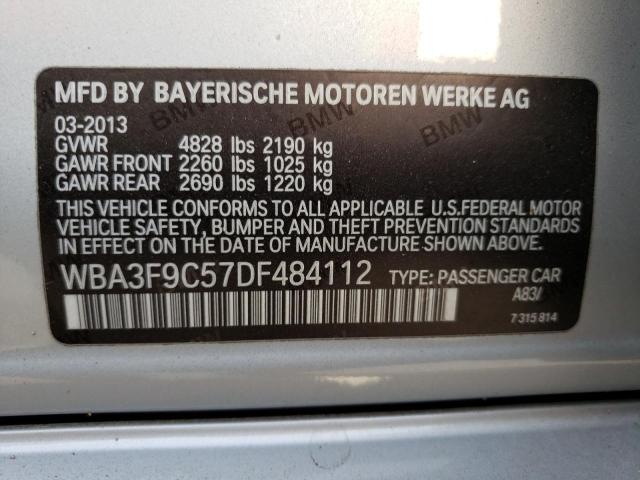 MFD BY BAYERISCHE MOTOREN WERKE AG
03-2013
GVWR 4828 lbs 2190 kg
GAWR FRONT 2260 lbs 1025 kg
GAWR REAR 2690 lbs 1220 kg
THIS VEHICLE CONFORMS TO ALL APPLICABLE U.S.FEDERAL MOTOR
VEHICLE SAFETY, BUMPER AND THEFT PREVENTION STANDARDS IN
EFFECT ON THE DATE OF MANUFACTURE SHOWN ABOVE.
WBA3F9C57DF484112 TYPE: PASSENGER CAR
A83/
7 315 814
BMW
BMW